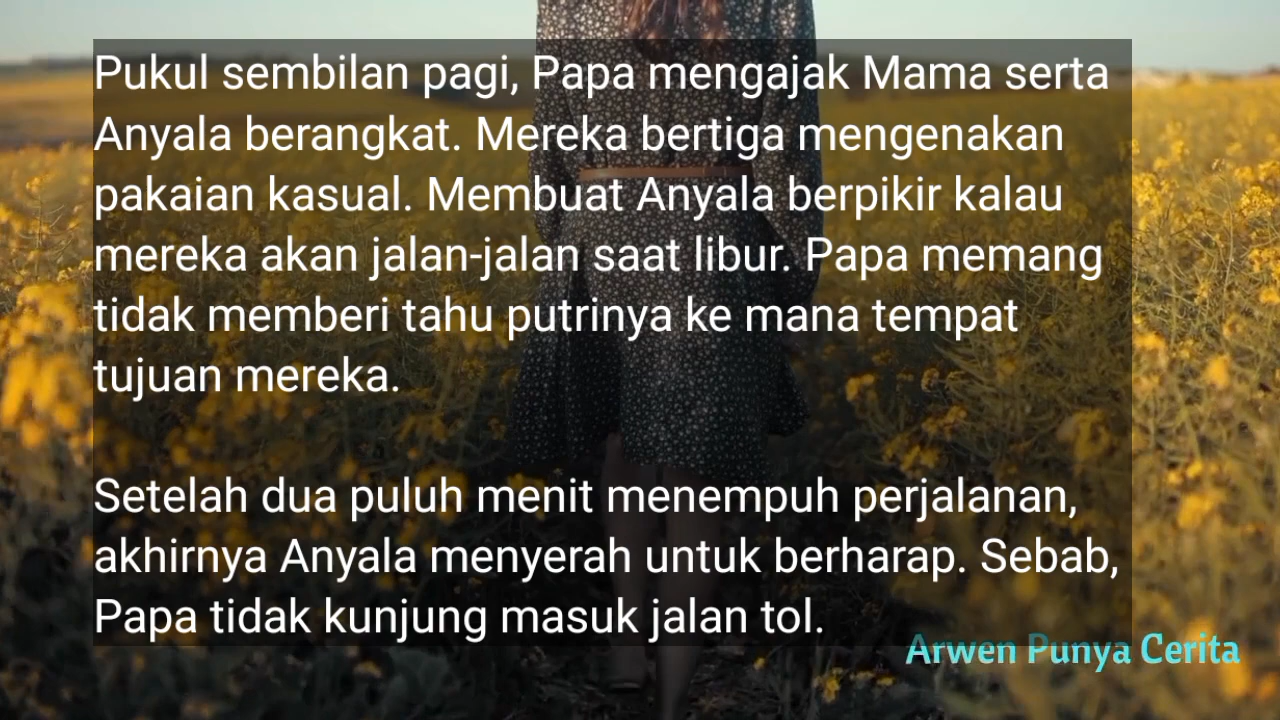 Pukul sembilan pagi, Papa mengajak Mama serta
Anyala berangkat. Mereka bertiga mengenakan
pakaian kasual. Membuat Anyala berpikir kalau
mereka akan jalan-jalan saat libur. Papa memang
tidak memberi tahu putrinya ke mana tempat
tujuan mereka.
Setelah dua puluh menit menempuh perjalanan,
akhirnya Anyala menyerah untuk berharap. Sebab,
Papa tidak kunjung masuk jalan tol.
Arwen Punya Cerita